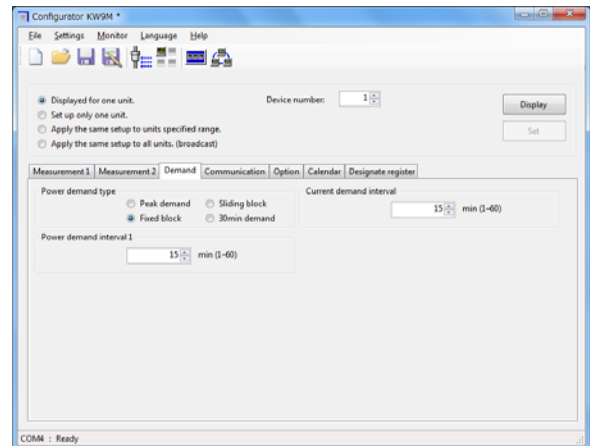 Configurator KW9M *
File Settings Monitor Language Help
Displayed for one unit. Device number: 1 Display
Set up only one unit.
Apply the same setup to units specified range. Set
Apply the same setup to all units. (broadcast)
Measurement 1 Measurement 2 Demand Communication Option Calendar Designate register
Power demand type Current demand interval
Peak demand Sliding block
15 min (1-60)
Fixed block 30min demand
Power demand interval 1
15 min (1-60)
COM4 : Ready